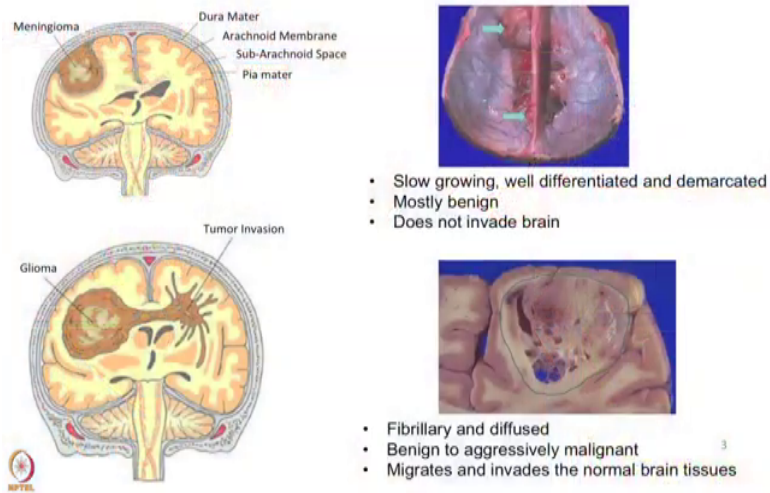 Meningioma
Dura Mater
Arachnoid Membrane
Sub-Arachnoid Space
Pia mater
• Slow growing, well differentiated and demarcated
• Mostly benign
• Does not invade brain
Tumor Invasion
Glioma
• Fibrillary and diffused
• Benign to aggressively malignant
• Migrates and invades the normal brain tissues
3
NPTEL